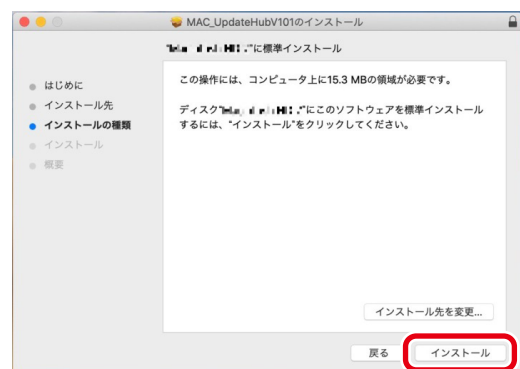 MAC_UpdateHubV101のインストール
"に標準インストール
はじめに
インストール先
インストールの種類
インストール
概要
この操作には、コンピュータ上に15.3 MBの領域が必要です。
ディスク"
"にこのソフトウェアを標準インストール
するには、"インストール"をクリックしてください。
インストール先を変更...
戻る
インストール